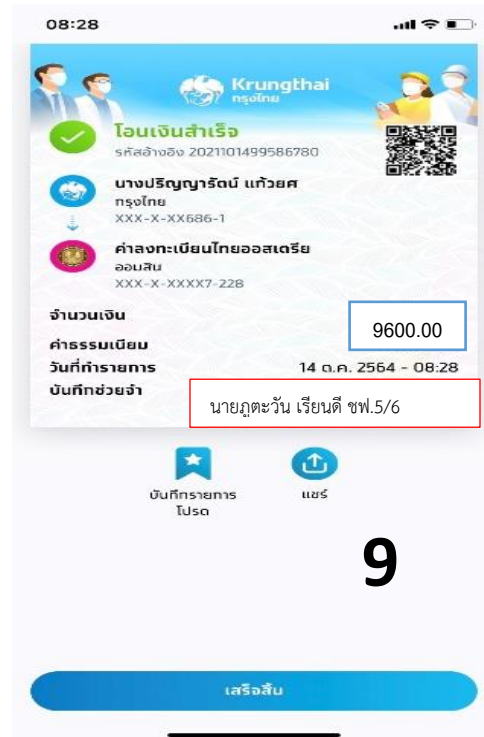 08:28
Krungthai
กรุงไทย
โอนเงินสำเร็จ
รหัสอ้างอิง 2021101499586780
นางปริญญารัตน์ แก้วยศ
กรุงไทย
XXX-X-XX686-1
ค่าลงทะเบียนไทยออสเตรีย
ออมสิน
XXX-X-XXXX7-228
จำนวนเงิน 9600.00
ค่าธรรมเนียม
วันที่ทำรายการ 14 ต.ค. 2564 - 08:28
บันทึกช่วยจำ นายภูตะวัน เรียนดี ชฟ.5/6
บันทึกรายการ แชร์
โปรด
9
เสร็จสิ้น